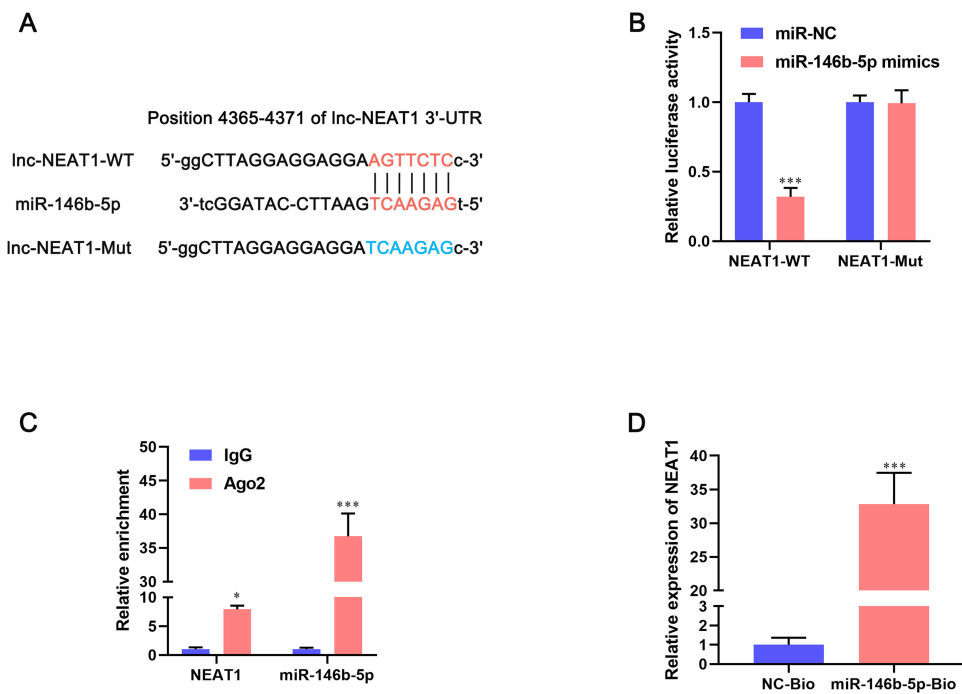 A
Position 4365-4371 of lnc-NEAT1 3'-UTR
lnc-NEAT1-WT 5'-ggCTTAGGAGGAGGAAGTTCTCc-3'
miR-146b-5p 3'-tcGGATAC-CTTAAGTCAAGAGt-5'
lnc-NEAT1-Mut 5'-ggCTTAGGAGGAGGATCAAGAGc-3'
B
Relative luciferase activity
1.5
1.0
0.5
0.0
miR-NC
miR-146b-5p mimics
***
NEAT1-WT NEAT1-Mut
C
Relative enrichment
50
45
40
35
30
10
5
0
IgG
Ago2
*
***
NEAT1 miR-146b-5p
D
Relative expression of NEAT1
40
35
30
25
20
3
2
1
0
***
NC-Bio miR-146b-5p-Bio